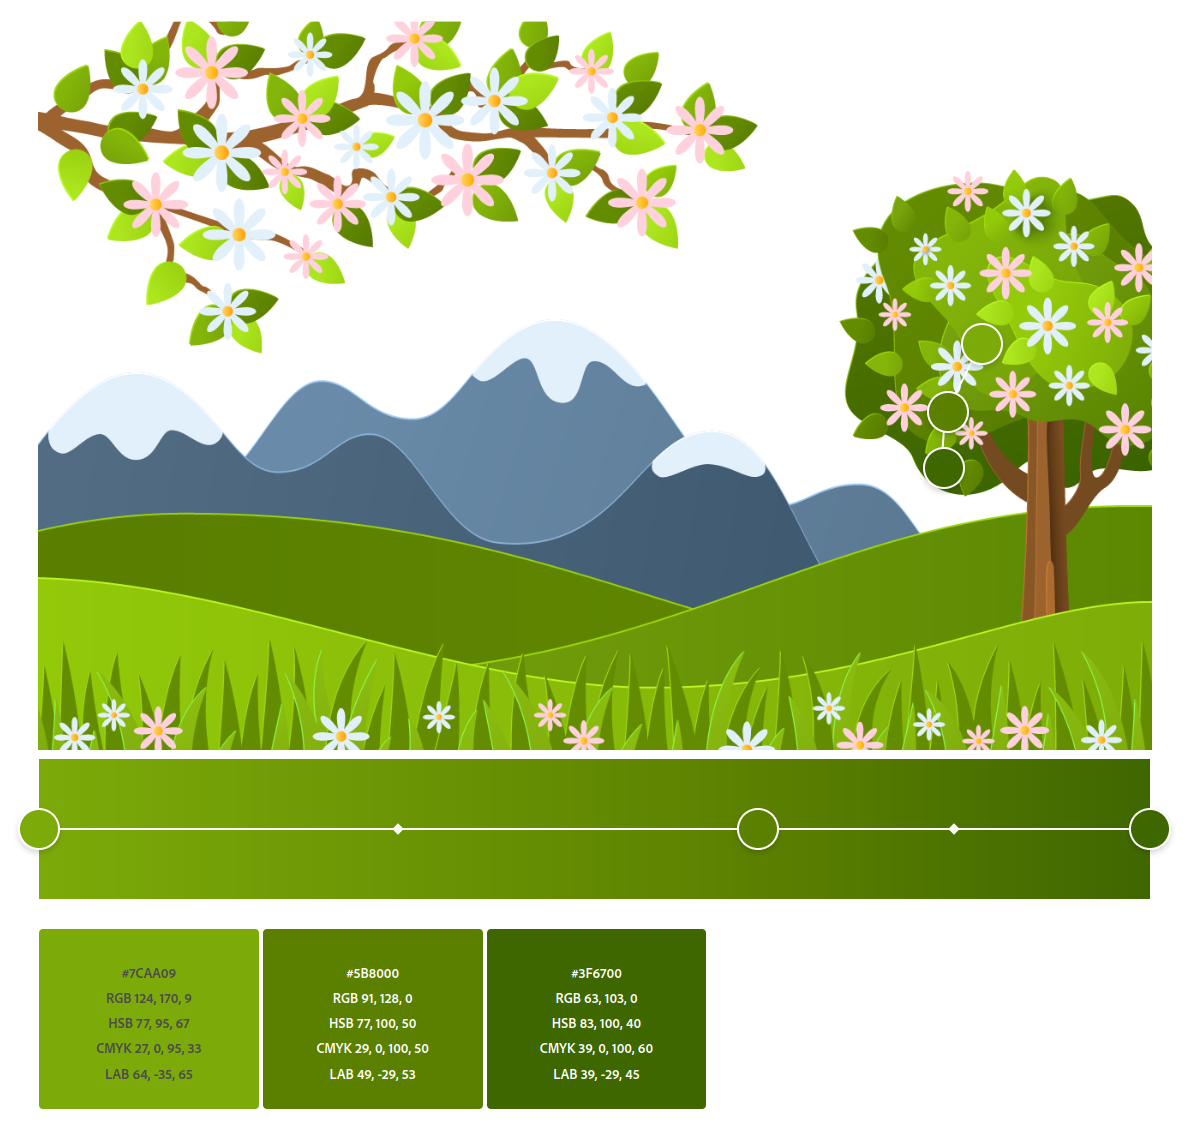 #7CAA09
RGB 124, 170, 9
HSB 77, 95, 67
CMYK 27, 0, 95, 33
LAB 64, -35, 65
#5B8000
RGB 91, 128, 0
HSB 77, 100, 50
CMYK 29, 0, 100, 50
LAB 49, -29, 53
#3F6700
RGB 63, 103, 0
HSB 83, 100, 40
CMYK 39, 0, 100, 60
LAB 39, -29, 45